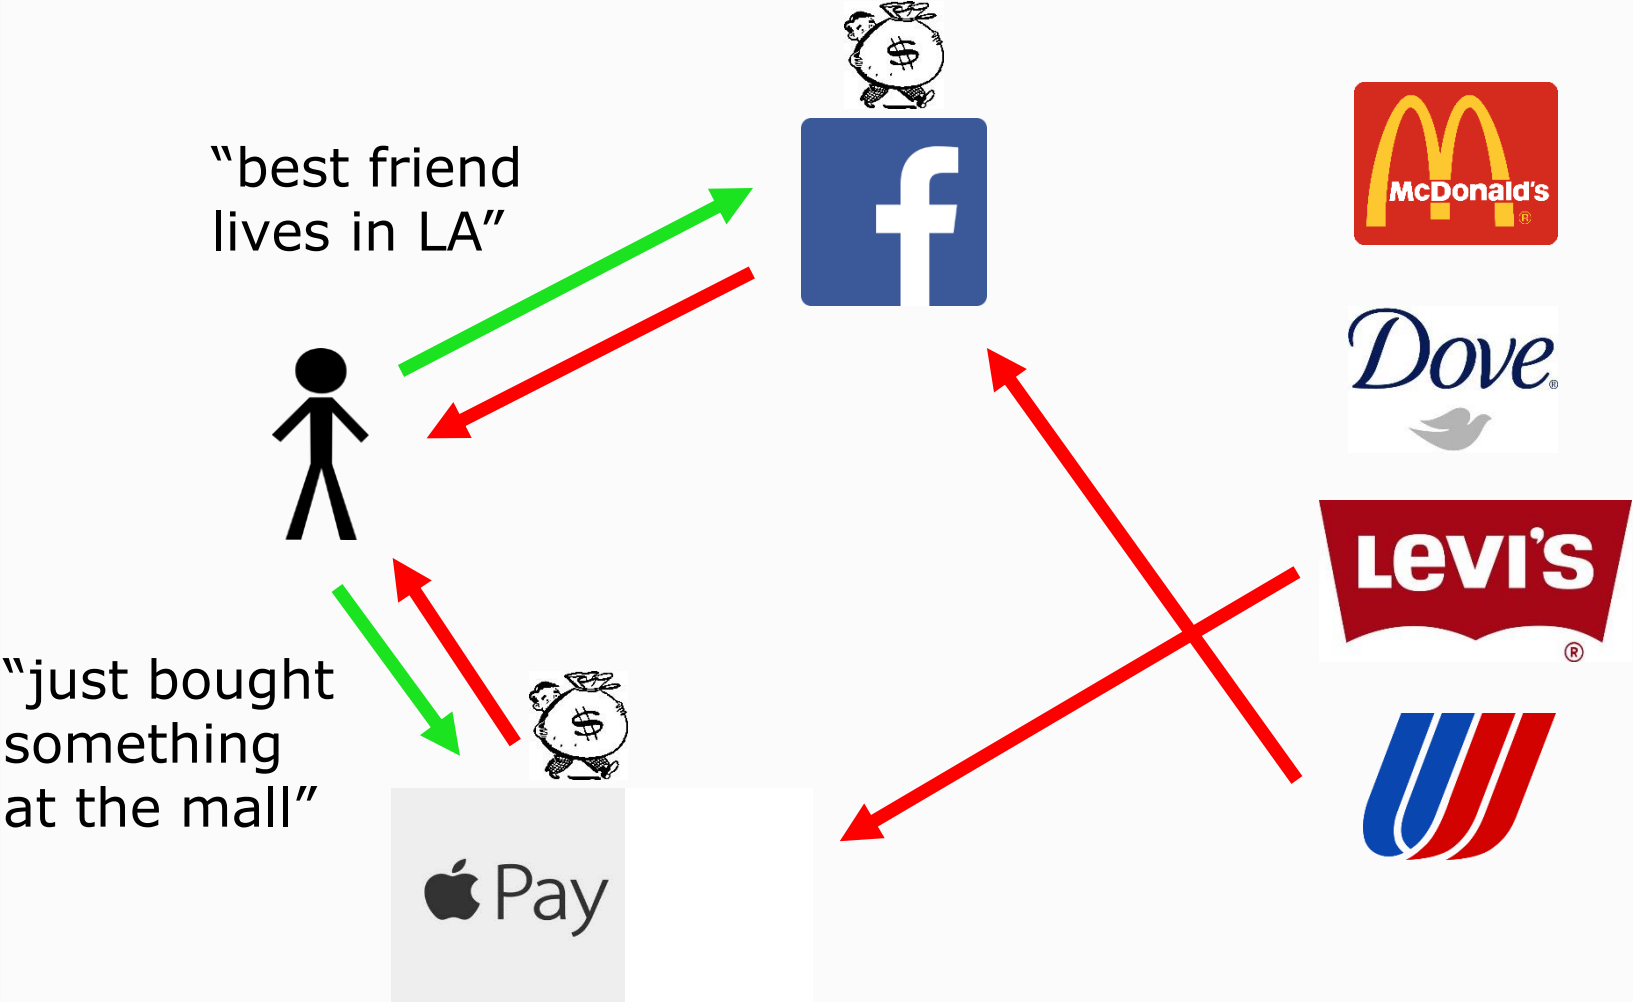 $
“best friend
lives in LA”
f
McDonald's
®
Dove®
LEVI'S
®
“just bought
something
at the mall”
$
Pay